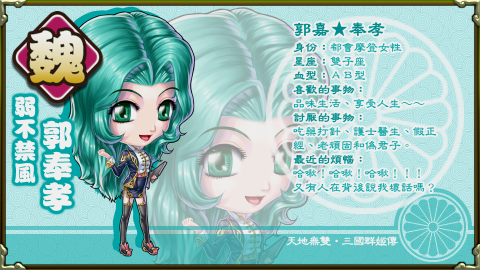 魏
弱不禁風
郭奉孝
郭嘉★奉孝
身份：都會摩登女性
星座：雙子座
血型：ＡＢ型
喜歡的事物：
品味生活、享受人生～～
討厭的事物：
吃藥打針、護士醫生、假正
經、老頑固和偽君子。
最近的煩惱：
哈啾！哈啾！哈啾！！！
又有人在背後說我壞話嗎？
天地無雙・三國群姬傳